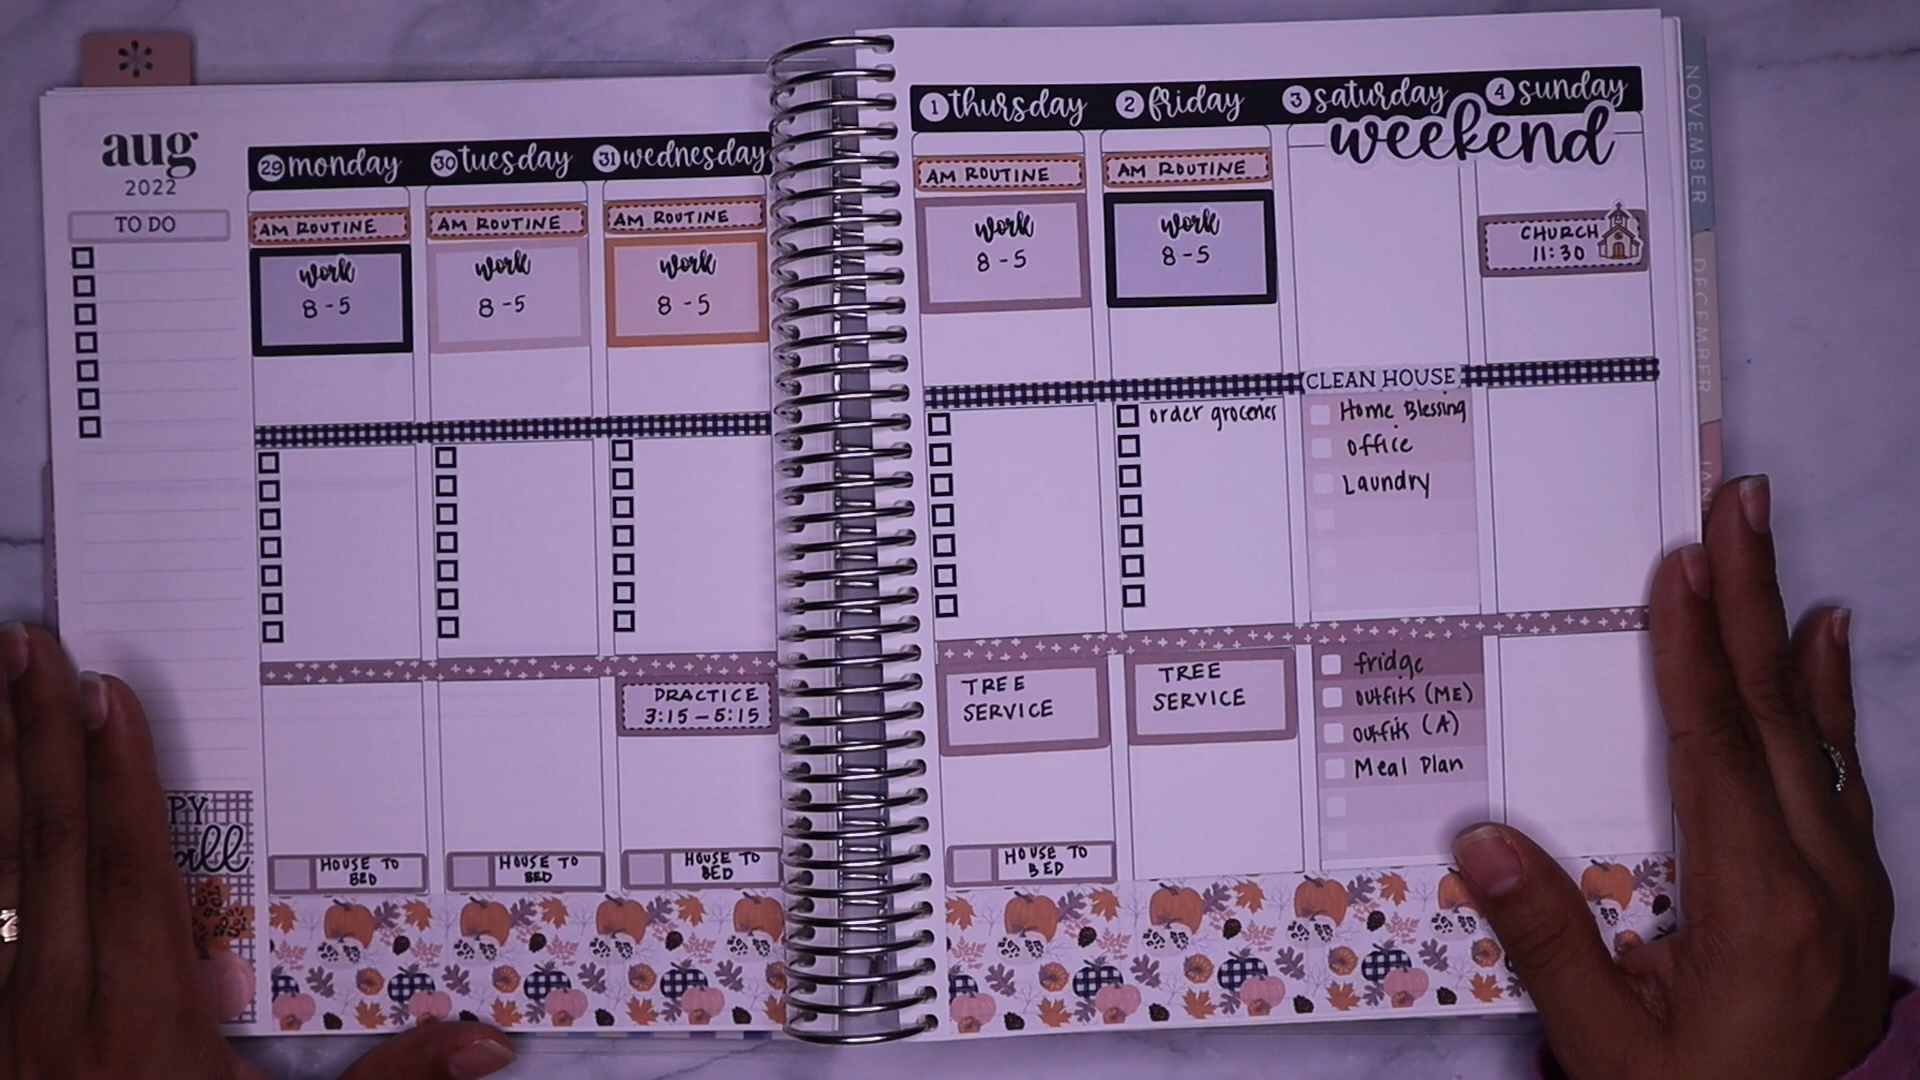 aug
2022
TO DO
29 monday
AM ROUTINE
work
8-5
HOUSE TO
BED
30 tuesday
AM ROUTINE
work
8-5
HOUSE TO
BED
31 wednesday
AM ROUTINE
work
8-5
PRACTICE
3:15-5:15
HOUSE TO
BED
1 thursday
AM ROUTINE
work
8-5
TREE
SERVICE
HOUSE TO
BED
2 friday
AM ROUTINE
work
8-5
order groceries
TREE
SERVICE
3 saturday
4 sunday
weekend
CLEAN HOUSE
Home Blessing
office
Laundry
fridge
outfits (ME)
outfits (A)
Meal Plan
CHURCH
11:30
NOVEMBER
DECEMBER